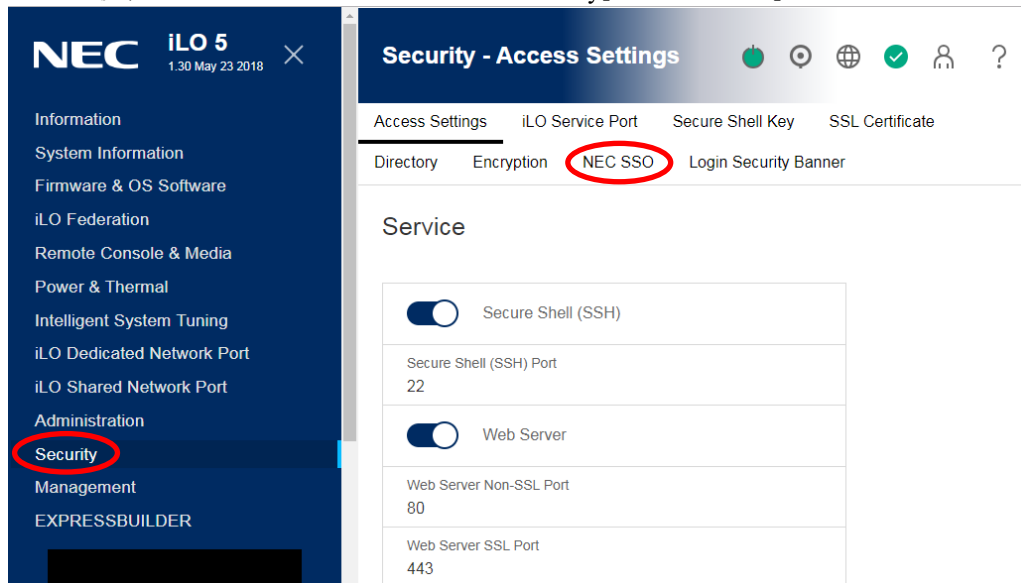 NEC iLO 5
1.30 May 23 2018
Information
System Information
Firmware & OS Software
iLO Federation
Remote Console & Media
Power & Thermal
Intelligent System Tuning
iLO Dedicated Network Port
iLO Shared Network Port
Administration
Security
Management
EXPRESSBUILDER
Security - Access Settings
?
Access Settings iLO Service Port Secure Shell Key SSL Certificate
Directory Encryption NEC SSO Login Security Banner
Service
Secure Shell (SSH)
Secure Shell (SSH) Port
22
Web Server
Web Server Non-SSL Port
80
Web Server SSL Port
443